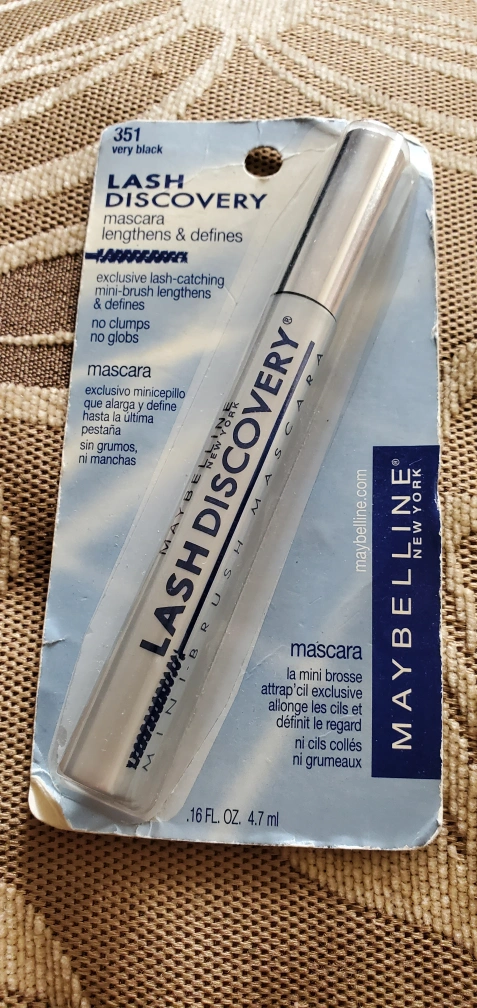 351
very black
LASH
DISCOVERY
mascara
lengthens & defines
exclusive lash-catching
mini-brush lengthens
& defines
no clumps
no globs
mascara
exclusivo minicepillo
que alarga y define
hasta la última
pestaña
sin grumos,
ni manchas
MAYBELLINE
NEW YORK
LASH DISCOVERY®
MINI-BRUSH MASCARA
maybelline.com
MAYBELLINE®
NEW YORK
mascara
la mini brosse
attrap'cil exclusive
allonge les cils et
définit le regard
ni cils collés
ni grumeaux
.16 FL. OZ. 4.7 ml